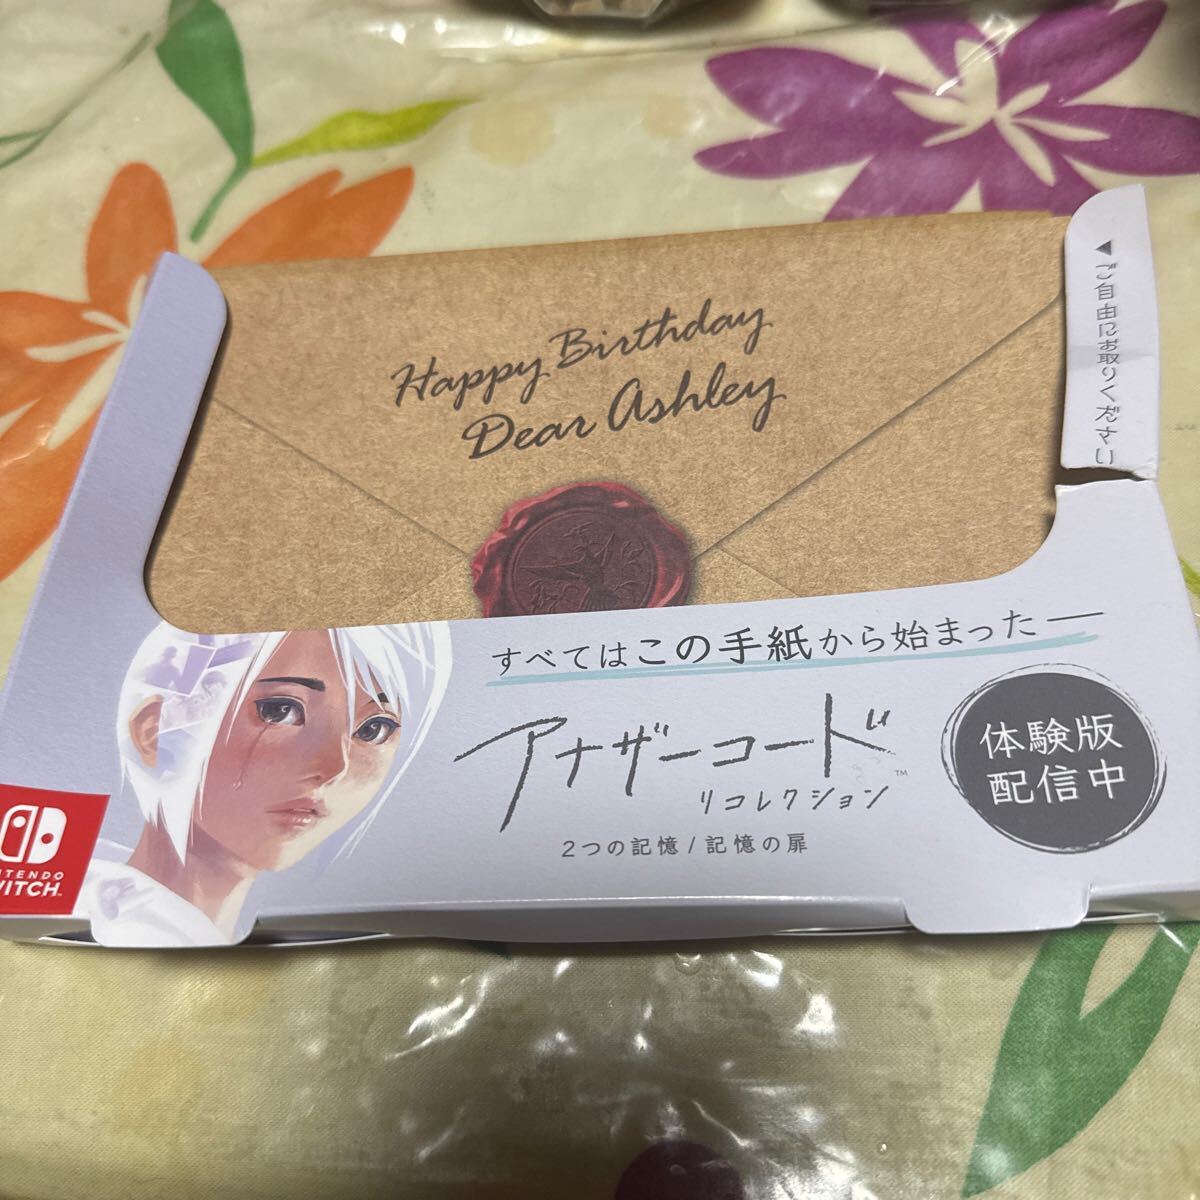 Happy Birthday
Dear Ashley
▼ご自由にお取りください
すべてはこの手紙から始まった―
アナザーコード™
リコレクション
2つの記憶/記憶の扉
体験版
配信中
NINTENDO
SWITCH™